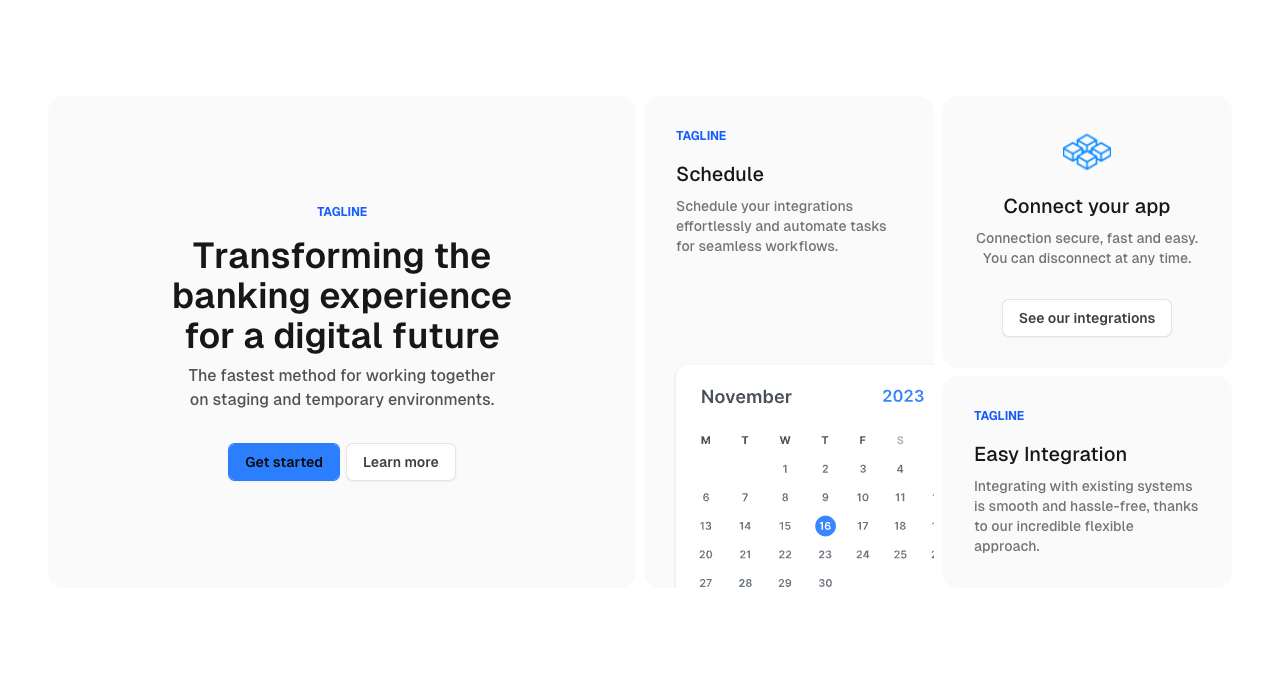 TAGLINE
Transforming the
banking experience
for a digital future
The fastest method for working together
on staging and temporary environments.
Get started
Learn more
TAGLINE
Schedule
Schedule your integrations
effortlessly and automate tasks
for seamless workflows.
November 2023
M T W T F S
1 2 3 4
6 7 8 9 10 11
13 14 15 16 17 18
20 21 22 23 24 25
27 28 29 30
Connect your app
Connection secure, fast and easy.
You can disconnect at any time.
See our integrations
TAGLINE
Easy Integration
Integrating with existing systems
is smooth and hassle-free, thanks
to our incredible flexible
approach.